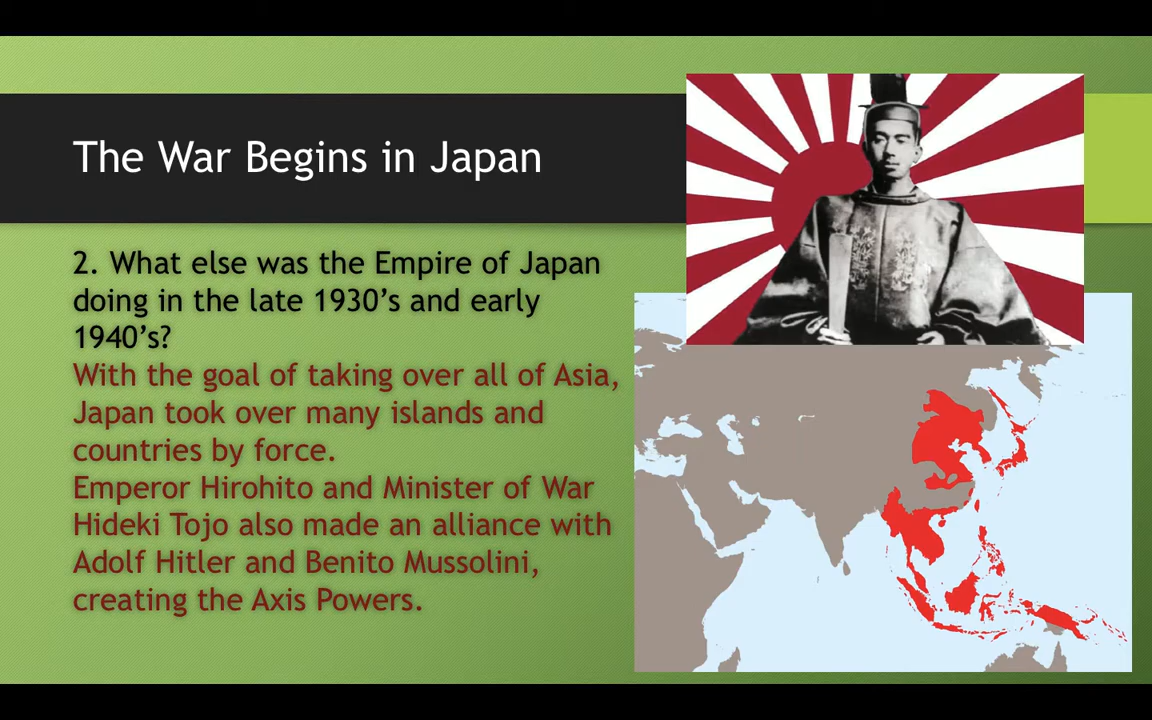 The War Begins in Japan
2. What else was the Empire of Japan
doing in the late 1930’s and early
1940’s?
With the goal of taking over all of Asia,
Japan took over many islands and
countries by force.
Emperor Hirohito and Minister of War
Hideki Tojo also made an alliance with
Adolf Hitler and Benito Mussolini,
creating the Axis Powers.